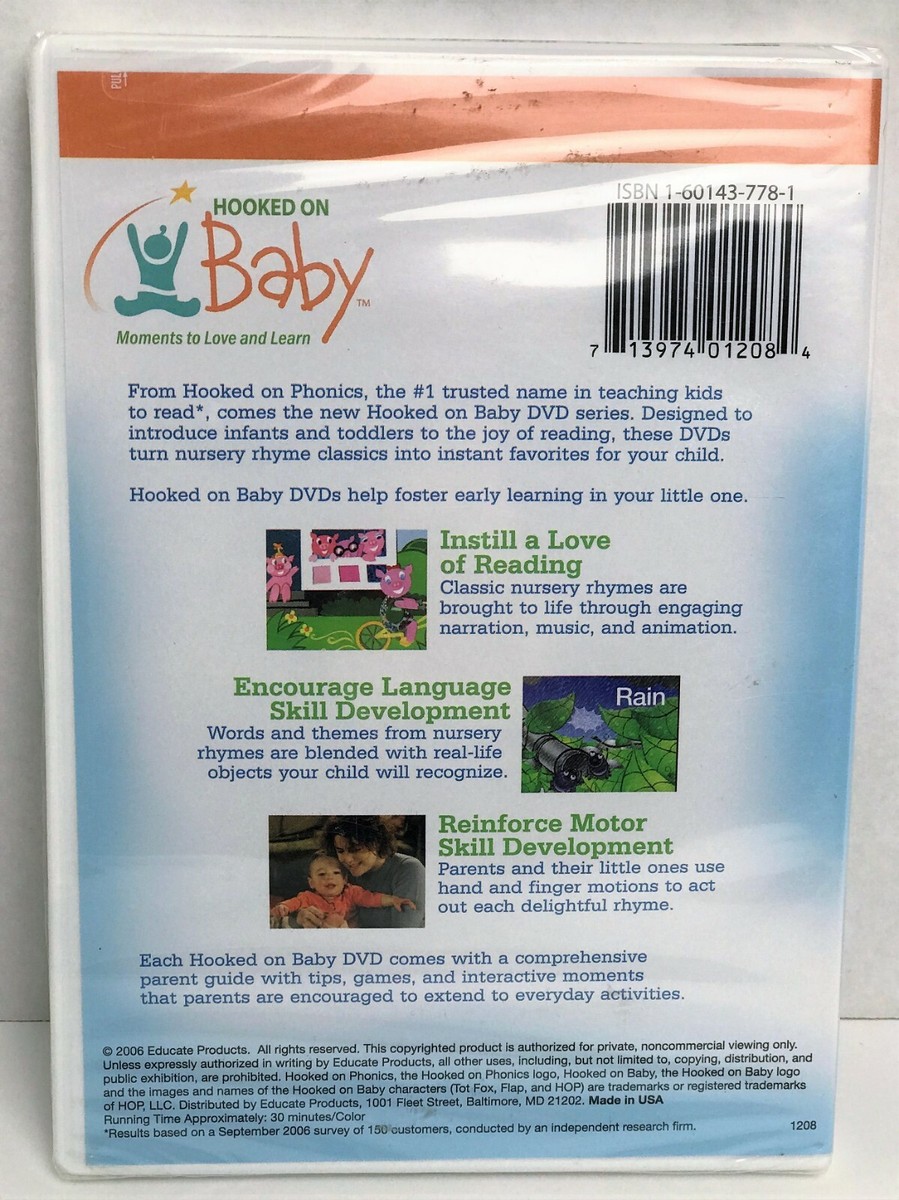 PUL
HOOKED ON
Baby™
Moments to Love and Learn
ISBN 1-60143-778-1
7 13974 01208 4
From Hooked on Phonics, the #1 trusted name in teaching kids
to read*, comes the new Hooked on Baby DVD series. Designed to
introduce infants and toddlers to the joy of reading, these DVDs
turn nursery rhyme classics into instant favorites for your child.
Hooked on Baby DVDs help foster early learning in your little one.
Instill a Love
of Reading
Classic nursery rhymes are
brought to life through engaging
narration, music, and animation.
Encourage Language
Skill Development
Words and themes from nursery
rhymes are blended with real-life
objects your child will recognize.
Rain
Reinforce Motor
Skill Development
Parents and their little ones use
hand and finger motions to act
out each delightful rhyme.
Each Hooked on Baby DVD comes with a comprehensive
parent guide with tips, games, and interactive moments
that parents are encouraged to extend to everyday activities.
© 2006 Educate Products. All rights reserved. This copyrighted product is authorized for private, noncommercial viewing only.
Unless expressly authorized in writing by Educate Products, all other uses, including, but not limited to, copying, distribution, and
public exhibition, are prohibited. Hooked on Phonics, the Hooked on Phonics logo, Hooked on Baby, the Hooked on Baby logo
and the images and names of the Hooked on Baby characters (Tot Fox, Flap, and HOP) are trademarks or registered trademarks
of HOP, LLC. Distributed by Educate Products, 1001 Fleet Street, Baltimore, MD 21202. Made in USA
Running Time Approximately: 30 minutes/Color
*Results based on a September 2006 survey of 150 customers, conducted by an independent research firm.
1208